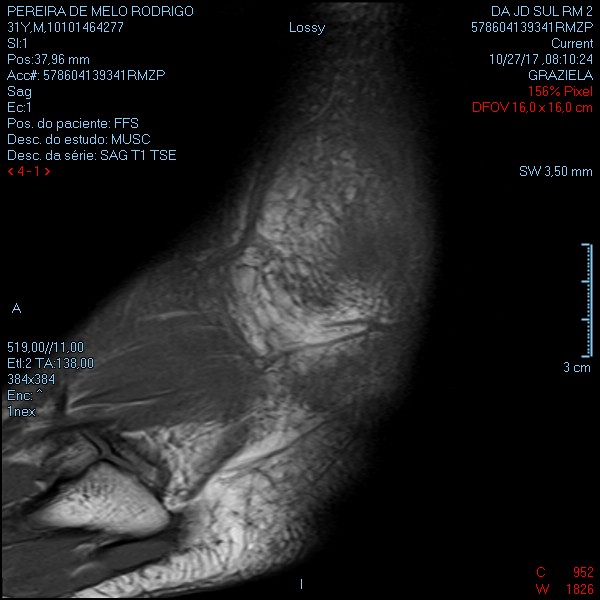 PEREIRA DE MELO RODRIGO
31Y,M,10101464277
Sl:1
Pos:37,96 mm
Acc#: 578604139341RMZP
Sag
Ec:1
Pos. do paciente: FFS
Desc. do estudo: MUSC
Desc. da série: SAG T1 TSE
< 4 - 1 >
Lossy
DA JD SUL RM 2
578604139341RMZP
Current
10/27/17 ,08:10:24
GRAZIELA
156% Pixel
DFOV 16,0 x 16,0 cm
SW 3,50 mm
A
519,00//11,00
Etl:2 TA:138,00
384x384
Enc: ^
1nex
3 cm
I
C 952
W 1826